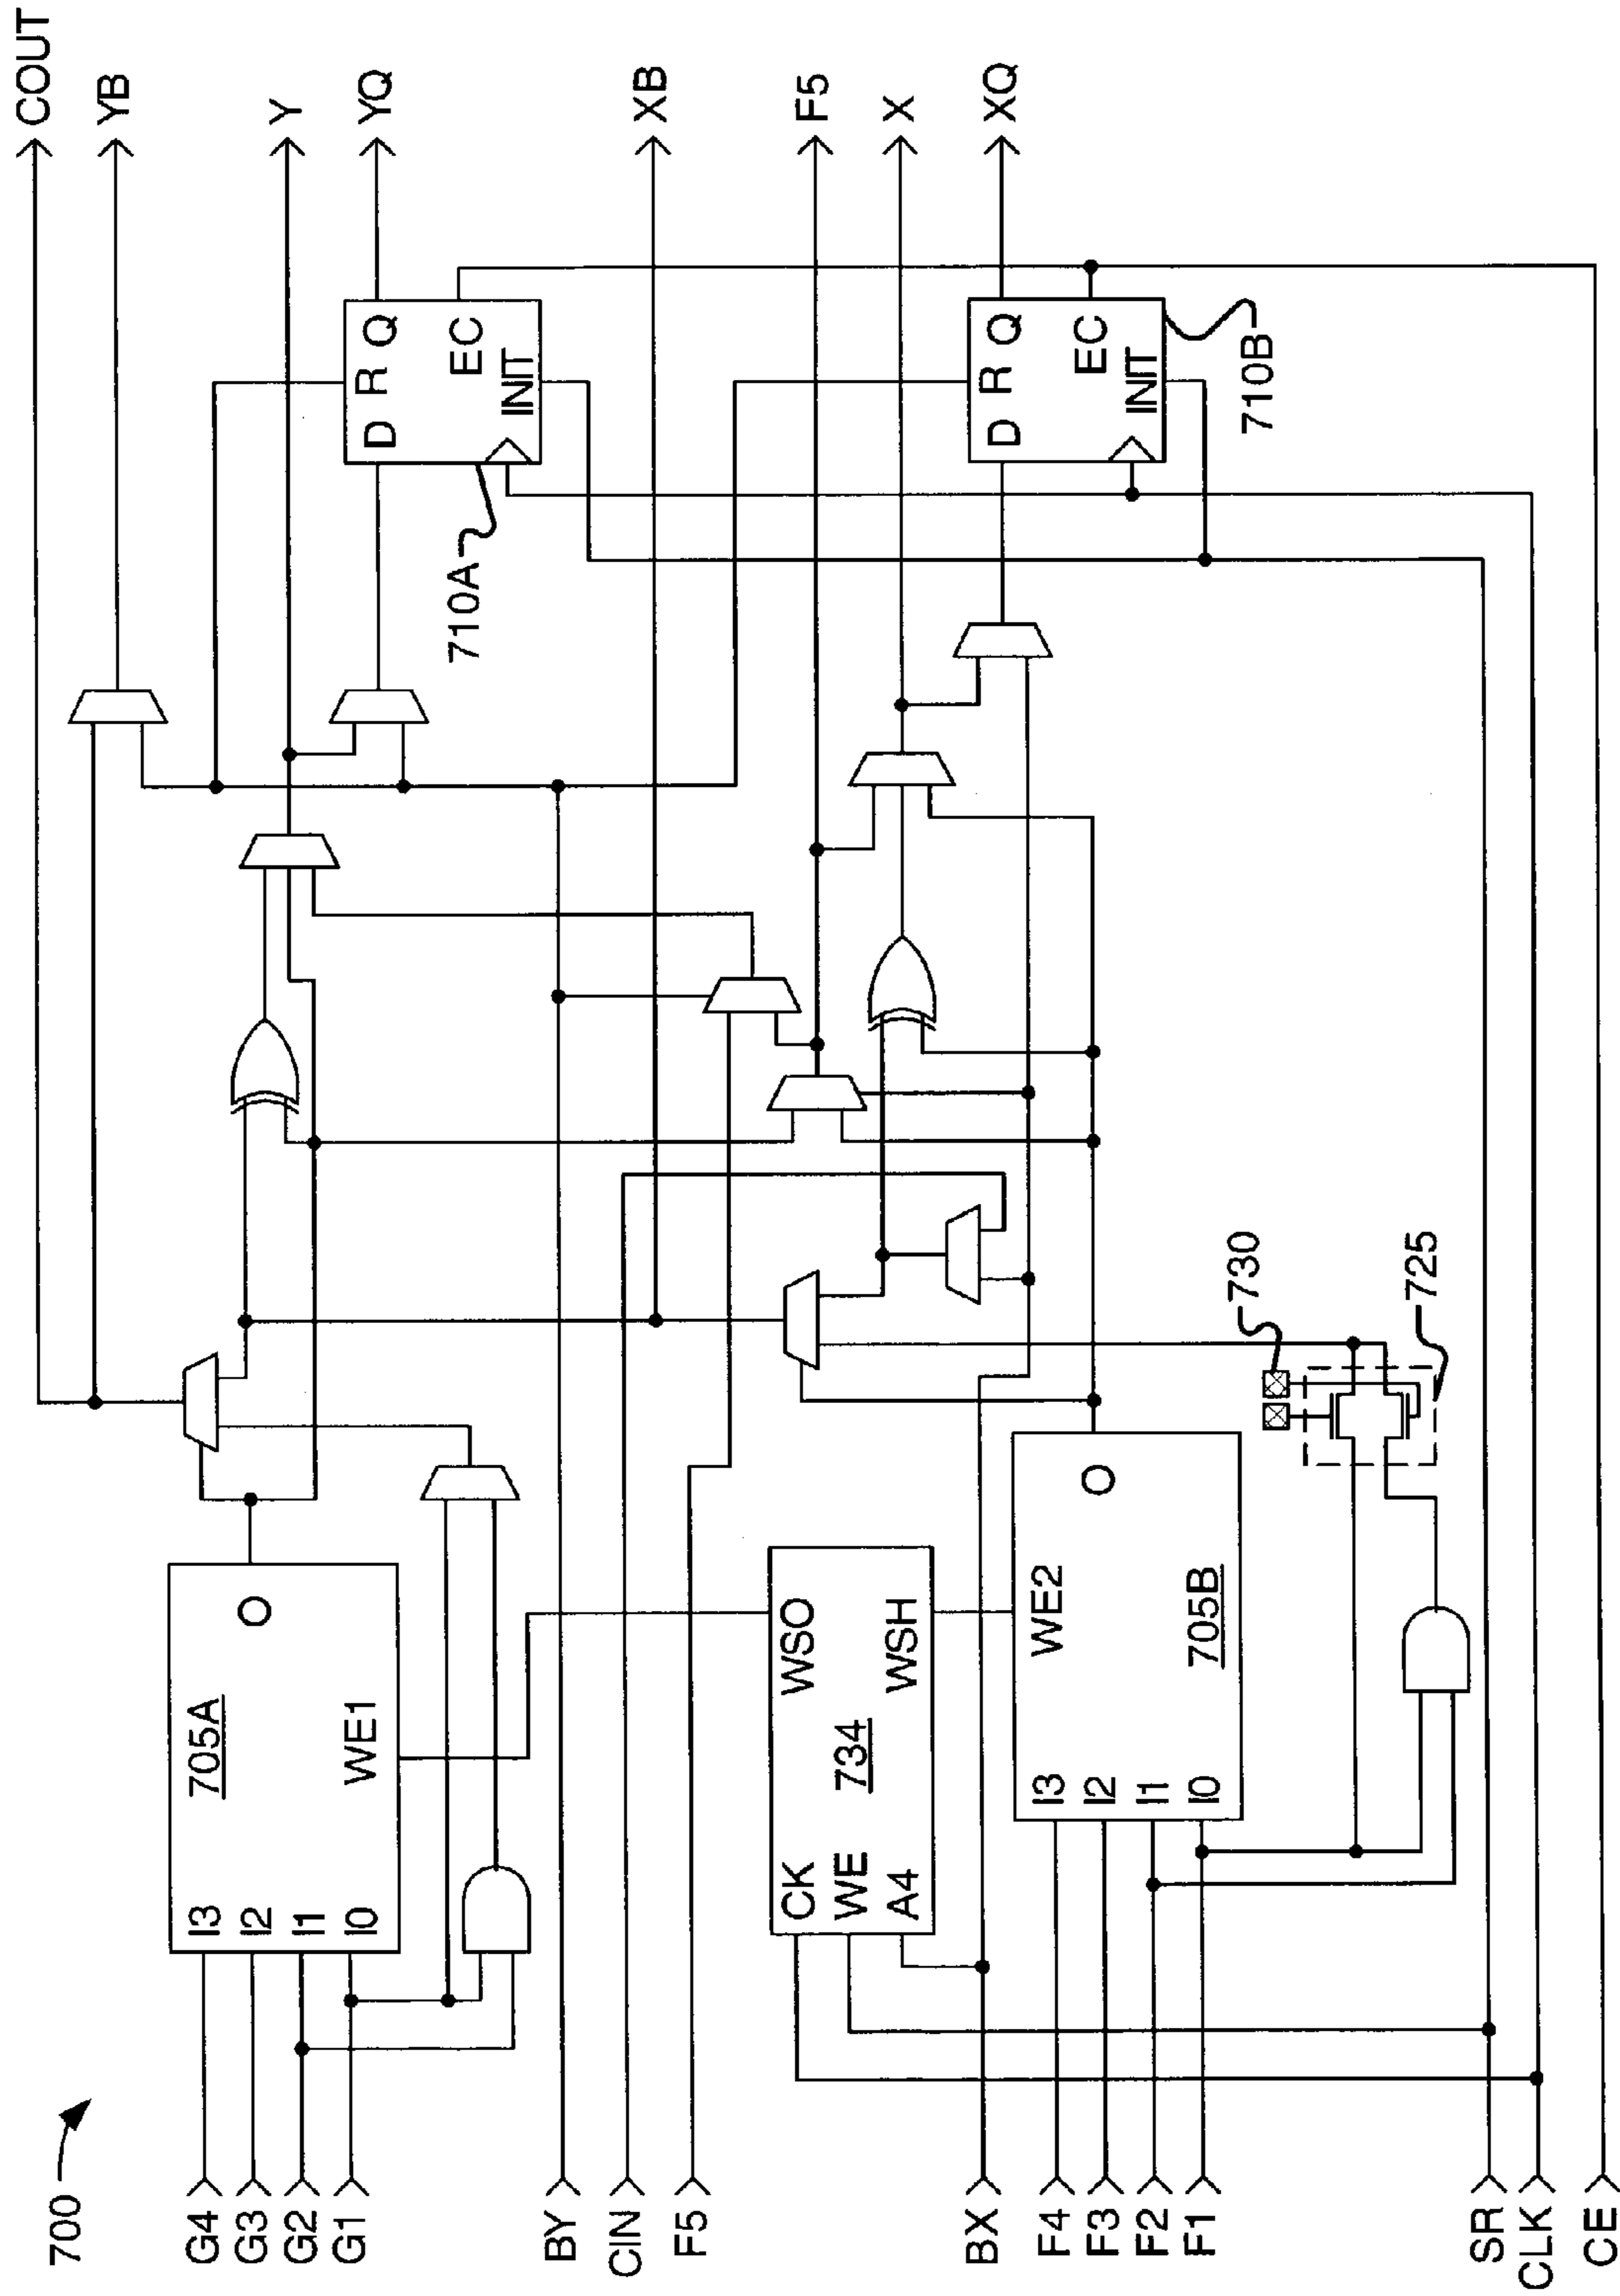 700
G4
G3
G2
G1
BY
CIN
F5
BX
F4
F3
F2
F1
SR
CLK
CE
I3
I2
I1
I0
705A
WE1
O
CK
WE
A4
734
WSO
WSH
I3
I2
I1
I0
WE2
705B
O
730
725
710A
D
R
Q
EC
INIT
D
R
Q
EC
INIT
710B
COUT
YB
Y
YQ
XB
F5
X
XQ